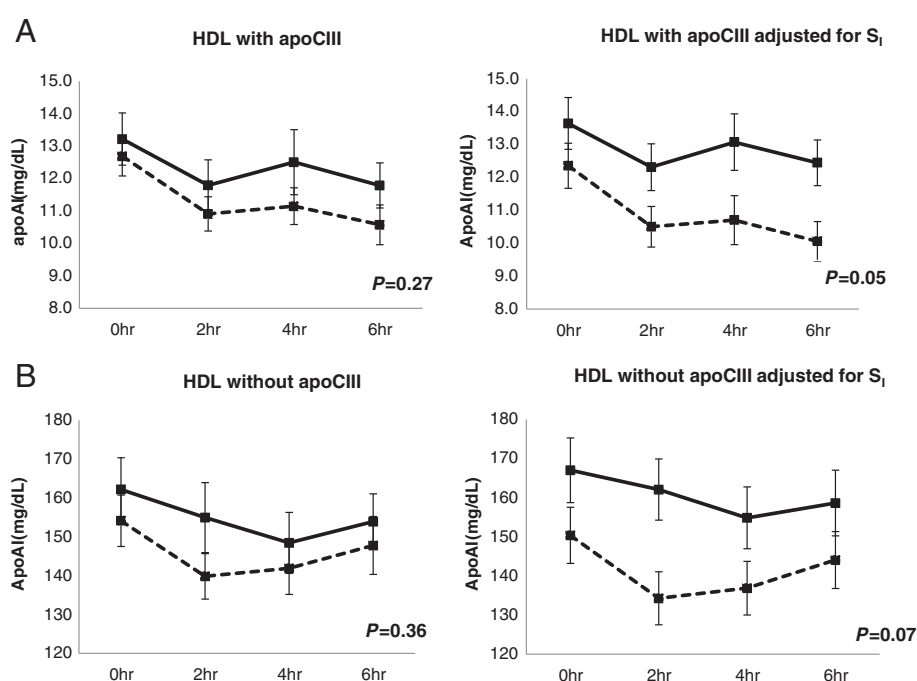 A
HDL with apoCIII
15.0
14.0
13.0
12.0
11.0
10.0
9.0
8.0
apoAI(mg/dL)
0hr 2hr 4hr 6hr
P=0.27
HDL with apoCIII adjusted for SI
15.0
14.0
13.0
12.0
11.0
10.0
9.0
8.0
ApoAI(mg/dL)
0hr 2hr 4hr 6hr
P=0.05
B
HDL without apoCIII
180
170
160
150
140
130
120
ApoAI(mg/dL)
0hr 2hr 4hr 6hr
P=0.36
HDL without apoCIII adjusted for SI
180
170
160
150
140
130
120
ApoAI(mg/dL)
0hr 2hr 4hr 6hr
P=0.07